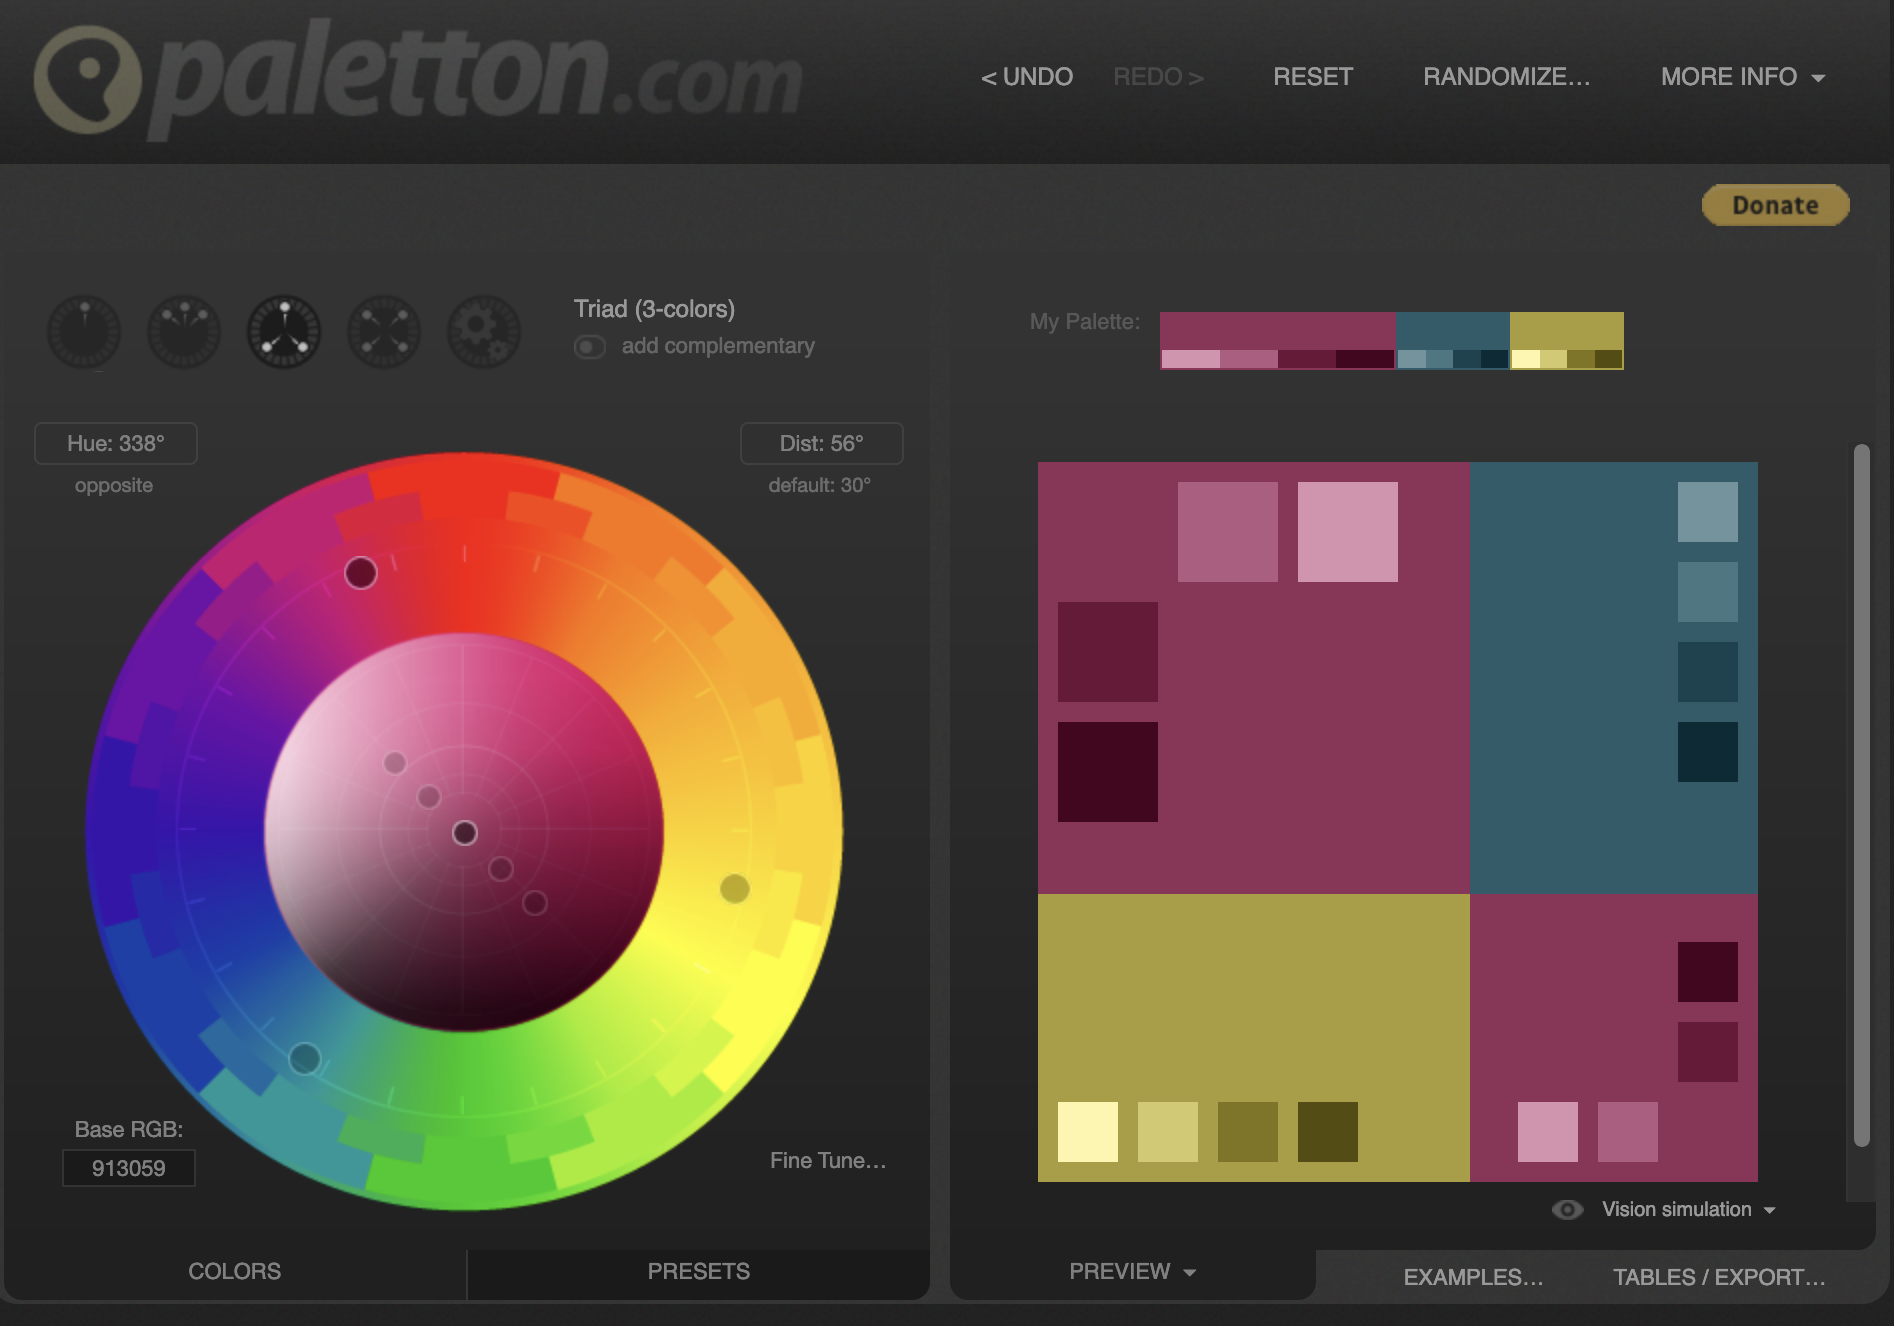 paletton.com
< UNDO REDO > RESET RANDOMIZE... MORE INFO
Donate
Triad (3-colors)
add complementary
My Palette:
Hue: 338°
opposite
Dist: 56°
default: 30°
Base RGB:
913059
Fine Tune...
Vision simulation
COLORS PRESETS
PREVIEW EXAMPLES... TABLES / EXPORT...